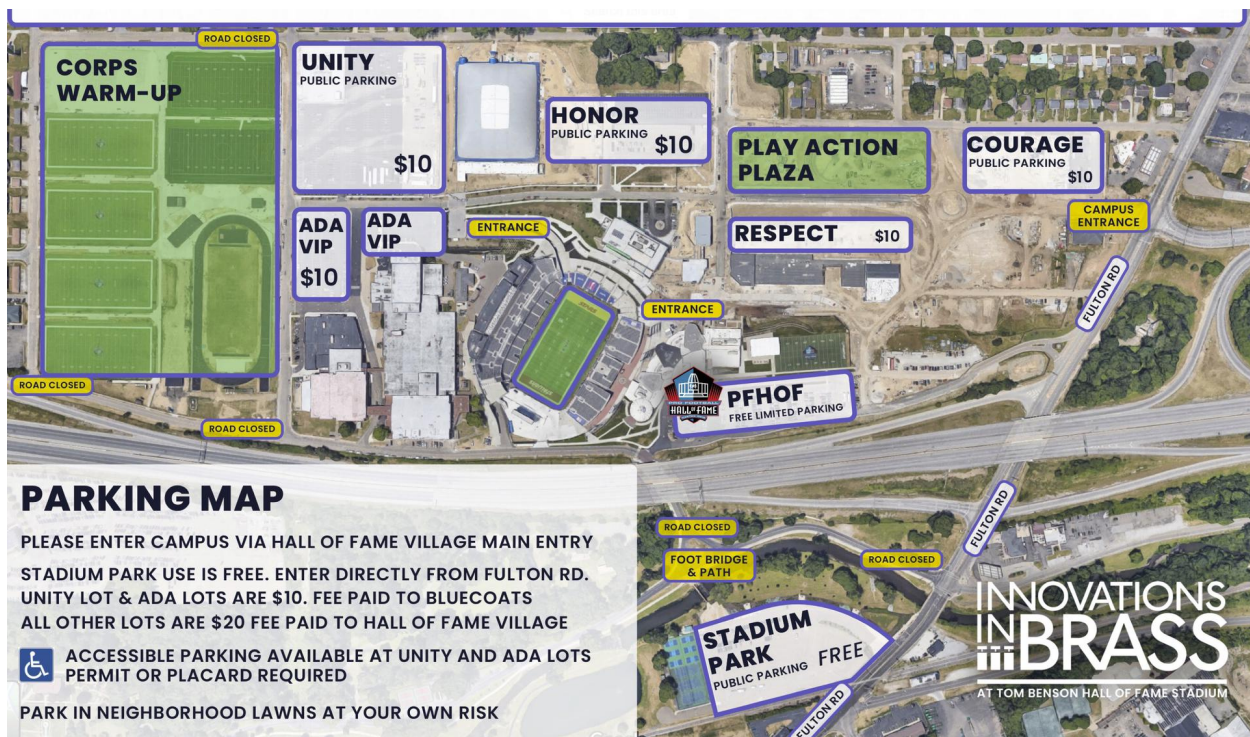 ROAD CLOSED
CORPS
WARM-UP
UNITY
PUBLIC PARKING
$10
HONOR
PUBLIC PARKING
$10
PLAY ACTION
PLAZA
COURAGE
PUBLIC PARKING
$10
ADA
VIP
$10
ADA
VIP
ENTRANCE
RESPECT $10
CAMPUS
ENTRANCE
FULTON RD
ENTRANCE
ROAD CLOSED
ROAD CLOSED
PRO FOOTBALL
HALL OF FAME
PFHOF
FREE LIMITED PARKING
PARKING MAP
PLEASE ENTER CAMPUS VIA HALL OF FAME VILLAGE MAIN ENTRY
STADIUM PARK USE IS FREE. ENTER DIRECTLY FROM FULTON RD.
UNITY LOT & ADA LOTS ARE $10. FEE PAID TO BLUECOATS
ALL OTHER LOTS ARE $20 FEE PAID TO HALL OF FAME VILLAGE
ACCESSIBLE PARKING AVAILABLE AT UNITY AND ADA LOTS
PERMIT OR PLACARD REQUIRED
PARK IN NEIGHBORHOOD LAWNS AT YOUR OWN RISK
FULTON RD
ROAD CLOSED
FOOT BRIDGE
& PATH
ROAD CLOSED
STADIUM
PARK
PUBLIC PARKING
FREE
FULTON RD
INNOVATIONS
IN BRASS
AT TOM BENSON HALL OF FAME STADIUM